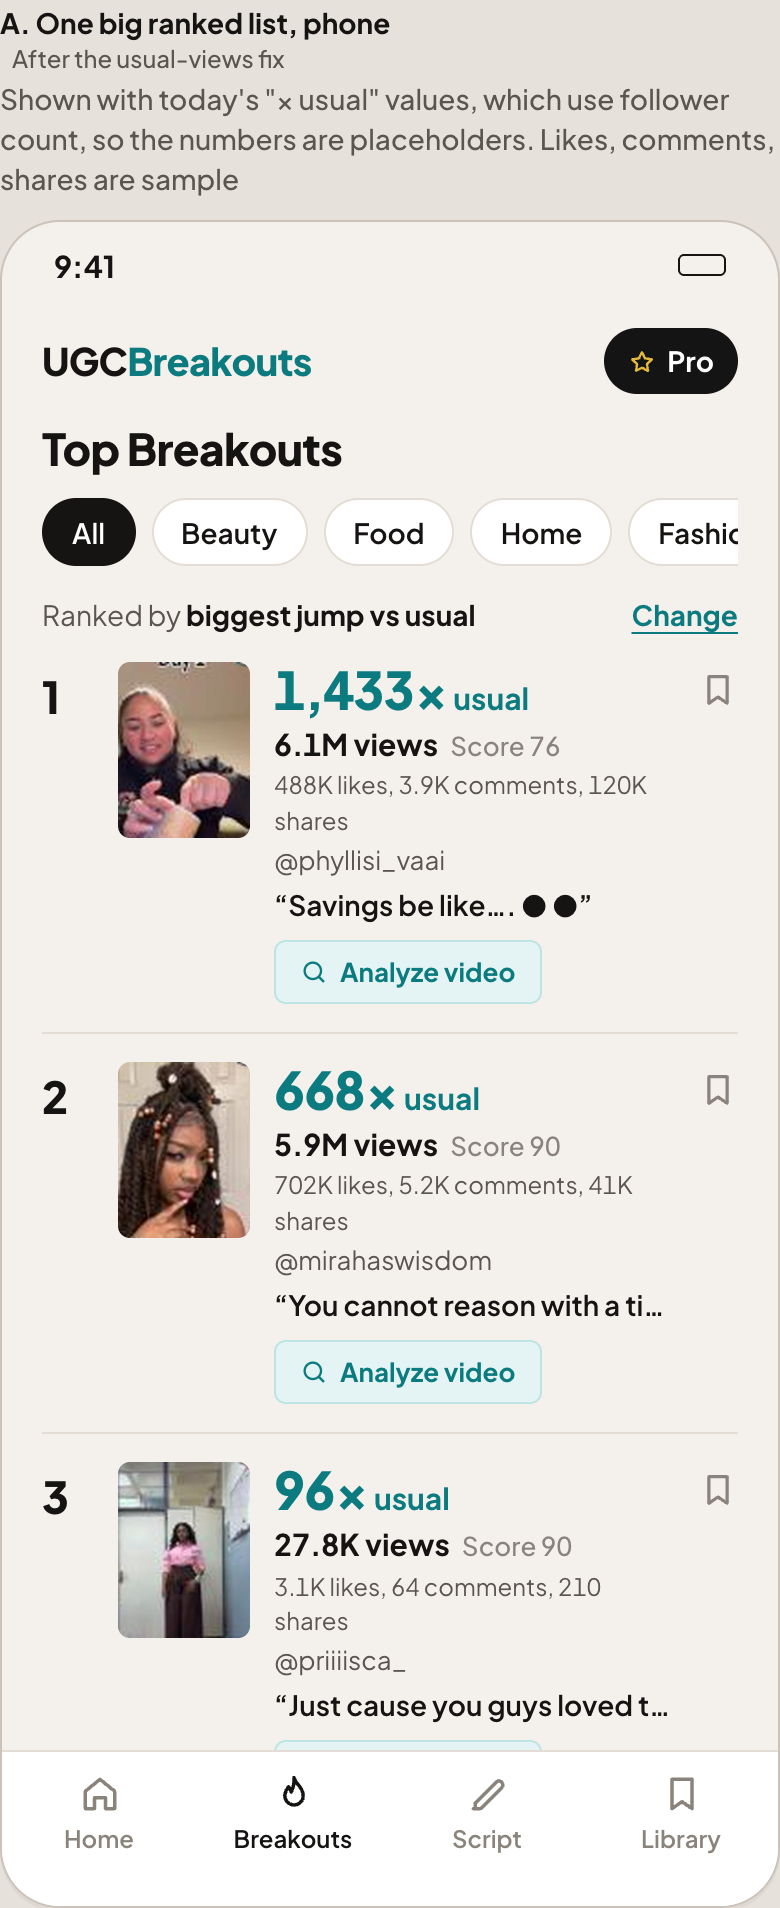 A. One big ranked list, phone
After the usual-views fix
Shown with today's "× usual" values, which use follower
count, so the numbers are placeholders. Likes, comments,
shares are sample
9:41
UGCBreakouts
Pro
Top Breakouts
All Beauty Food Home Fashic
Ranked by biggest jump vs usual Change
1
1,433× usual
6.1M views Score 76
488K likes, 3.9K comments, 120K
shares
@phyllisi_vaai
“Savings be like…. ● ●”
Analyze video
2
668× usual
5.9M views Score 90
702K likes, 5.2K comments, 41K
shares
@mirahaswisdom
“You cannot reason with a ti…
Analyze video
3
96× usual
27.8K views Score 90
3.1K likes, 64 comments, 210
shares
@priiiisca_
“Just cause you guys loved t…
Home Breakouts Script Library